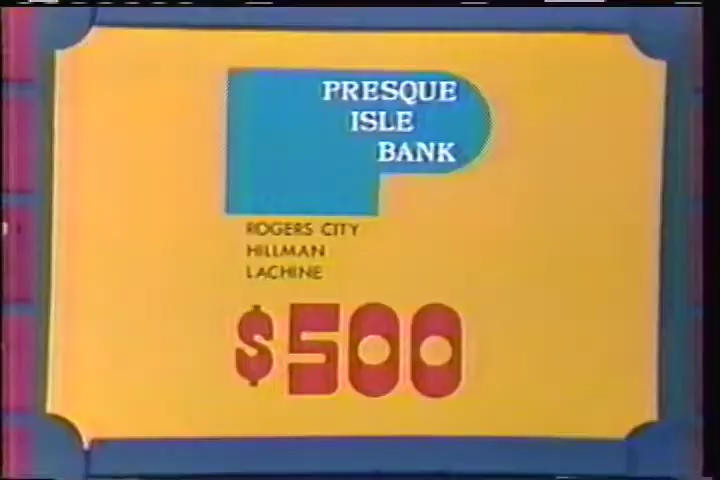 PRESQUE
ISLE
BANK
ROGERS CITY
HILLMAN
LACHINE
$500